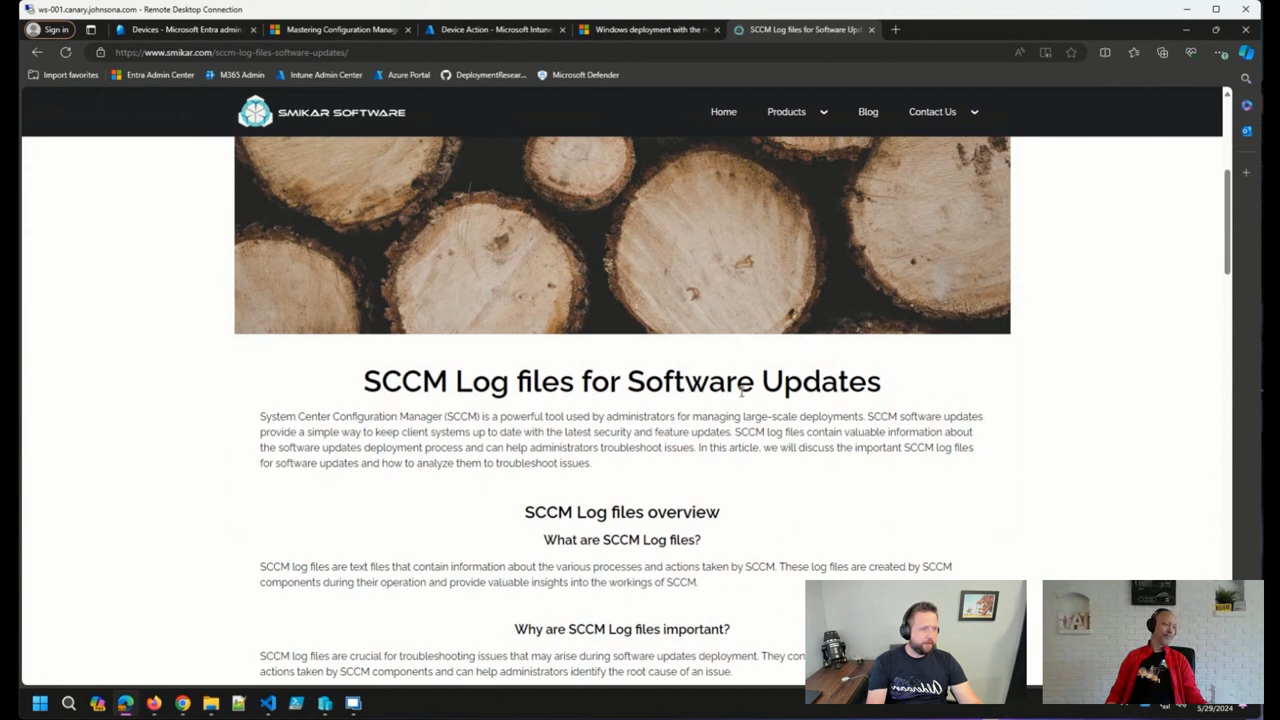 ws-001.canary.johnsona.com - Remote Desktop Connection
Sign in
Devices - Microsoft Entra admin
Mastering Configuration Manage
Device Action - Microsoft Intune
Windows deployment with the n
SCCM Log files for Software Upd
https://www.smikar.com/sccm-log-files-software-updates/
Import favorites
Entra Admin Center
M365 Admin
Intune Admin Center
Azure Portal
DeploymentResear...
Microsoft Defender
SMIKAR SOFTWARE
Home
Products
Blog
Contact Us
SCCM Log files for Software Updates
System Center Configuration Manager (SCCM) is a powerful tool used by administrators for managing large-scale deployments. SCCM software updates
provide a simple way to keep client systems up to date with the latest security and feature updates. SCCM log files contain valuable information about
the software updates deployment process and can help administrators troubleshoot issues. In this article, we will discuss the important SCCM log files
for software updates and how to analyze them to troubleshoot issues.
SCCM Log files overview
What are SCCM Log files?
SCCM log files are text files that contain information about the various processes and actions taken by SCCM. These log files are created by SCCM
components during their operation and provide valuable insights into the workings of SCCM.
Why are SCCM Log files important?
SCCM log files are crucial for troubleshooting issues that may arise during software updates deployment. They con
actions taken by SCCM components and can help administrators identify the root cause of an issue.
5/29/2024